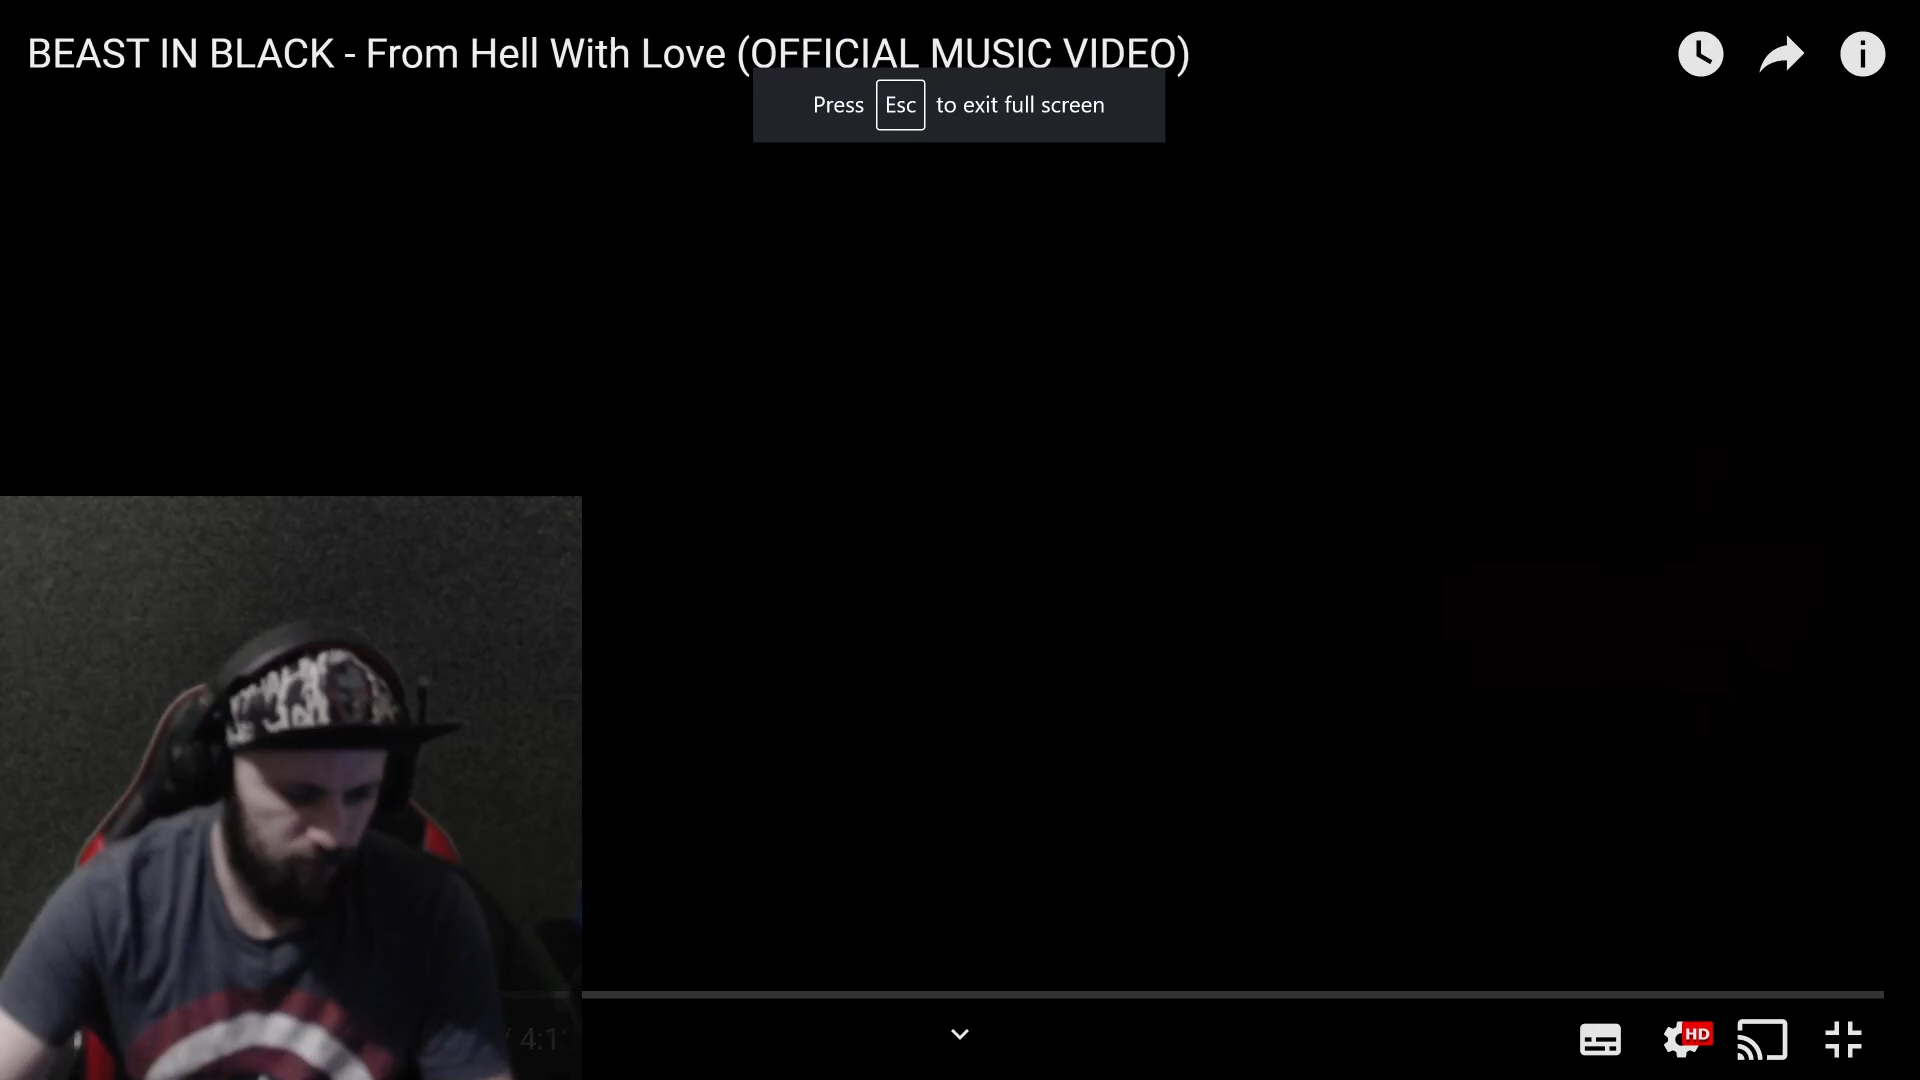 BEAST IN BLACK - From Hell With Love (OFFICIAL MUSIC VIDEO)
Press Esc to exit full screen
HD